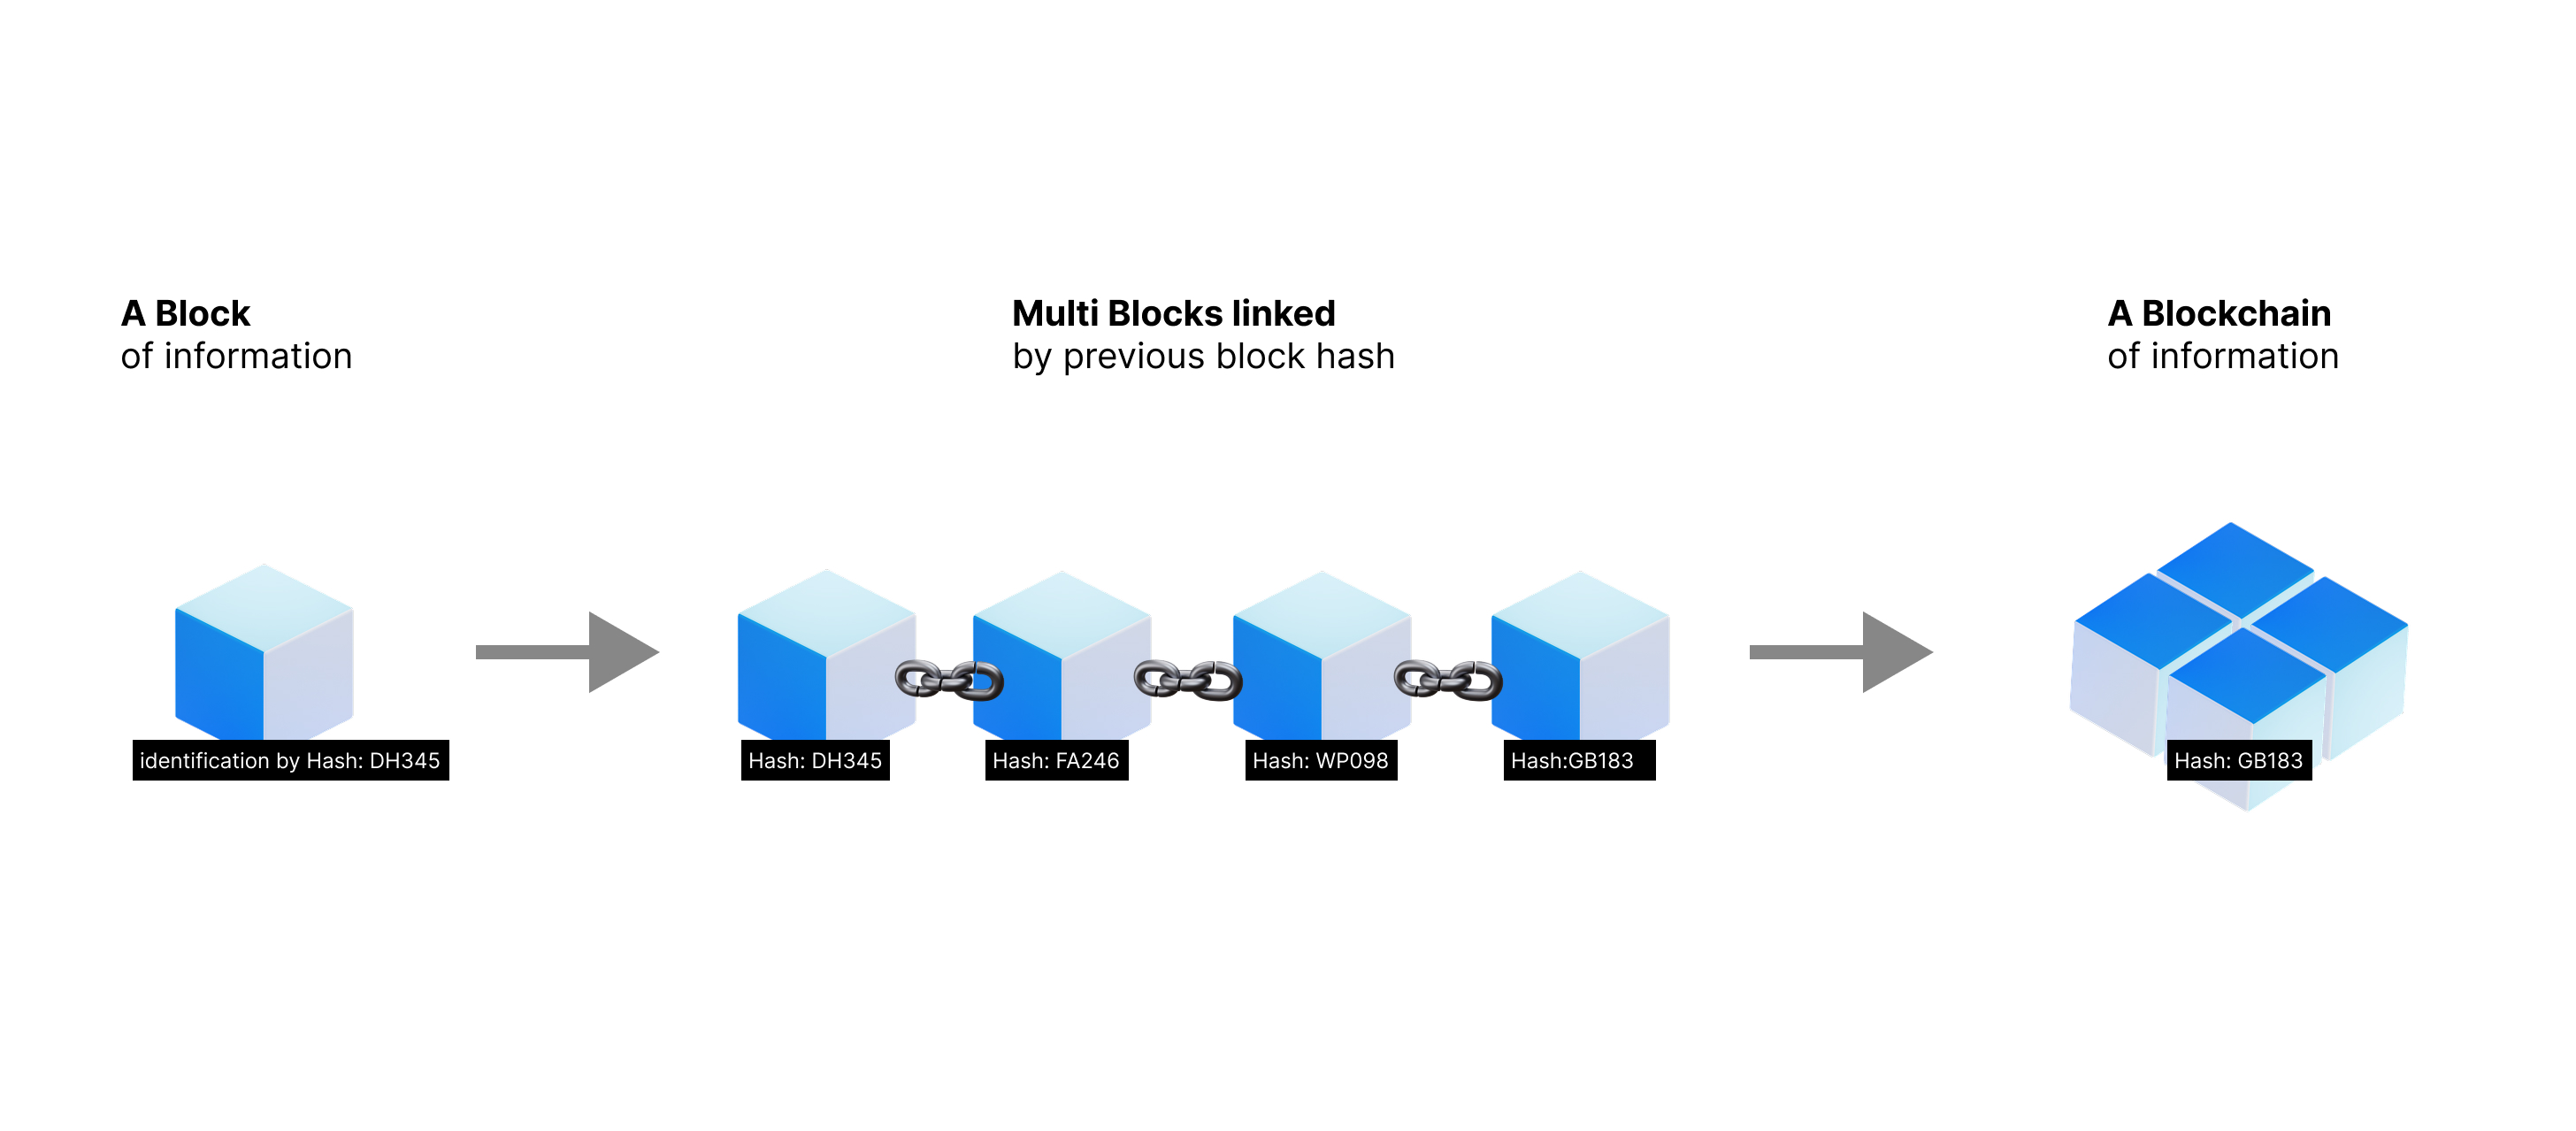 A Block
of information
Multi Blocks linked
by previous block hash
A Blockchain
of information
identification by Hash: DH345
Hash: DH345
Hash: FA246
Hash: WP098
Hash:GB183
Hash: GB183